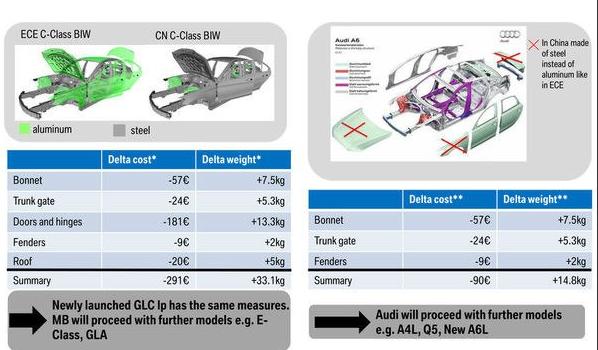 ECE C-Class BIW
CN C-Class BIW
aluminum
steel
Delta cost* Delta weight*
Bonnet -57€ +7.5kg
Trunk gate -24€ +5.3kg
Doors and hinges -181€ +13.3kg
Fenders -9€ +2kg
Roof -20€ +5kg
Summary -291€ +33.1kg
Newly launched GLC lp has the same measures.
MB will proceed with further models e.g. E-
Class, GLA
Audi A6
Audi
In China made
of steel
instead of
aluminum like
in ECE
Delta cost** Delta weight**
Bonnet -57€ +7.5kg
Trunk gate -24€ +5.3kg
Fenders -9€ +2kg
Summary -90€ +14.8kg
Audi will proceed with further models
e.g. A4L, Q5, New A6L